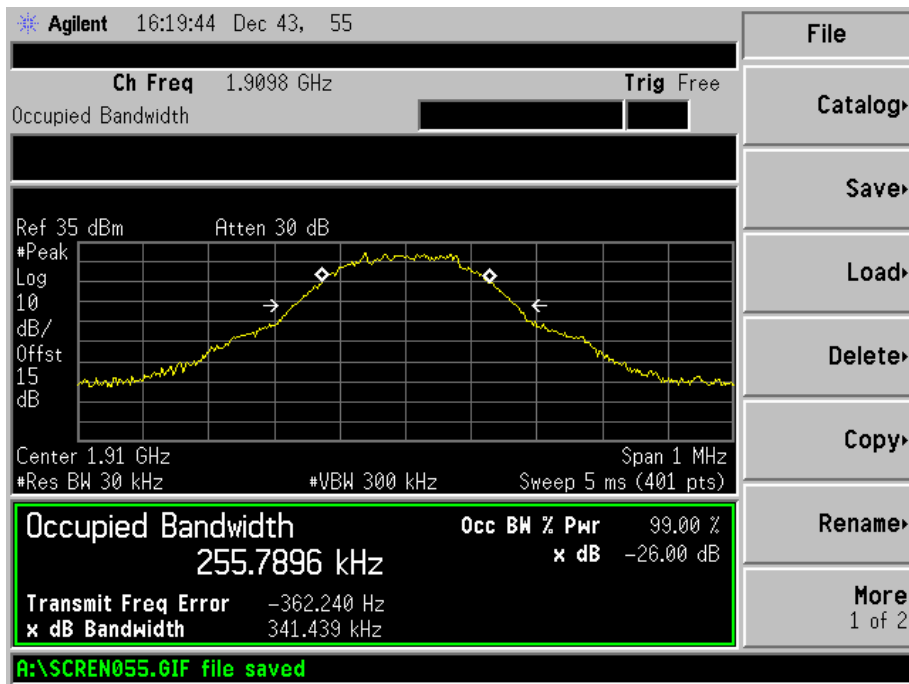 Agilent 16:19:44 Dec 43, 55
File
Ch Freq 1.9098 GHz Trig Free
Occupied Bandwidth
Catalog
Save
Ref 35 dBm Atten 30 dB
#Peak
Log
10
dB/
Offst
15
dB
Load
Delete
Copy
Center 1.91 GHz Span 1 MHz
#Res BW 30 kHz #VBW 300 kHz Sweep 5 ms (401 pts)
Occupied Bandwidth Occ BW % Pwr 99.00 %
255.7896 kHz x dB -26.00 dB
Rename
Transmit Freq Error -362.240 Hz
x dB Bandwidth 341.439 kHz
More
1 of 2
A:\SCREN055.GIF file saved